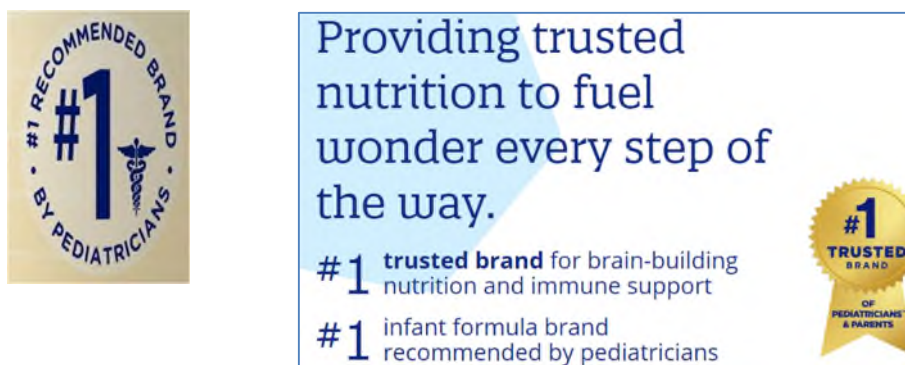 #1 RECOMMENDED BRAND
• BY PEDIATRICIANS •
#1
Providing trusted
nutrition to fuel
wonder every step of
the way.
#1 trusted brand for brain-building
nutrition and immune support
#1 infant formula brand
recommended by pediatricians
#1
TRUSTED
BRAND
OF
PEDIATRICIANS
& PARENTS